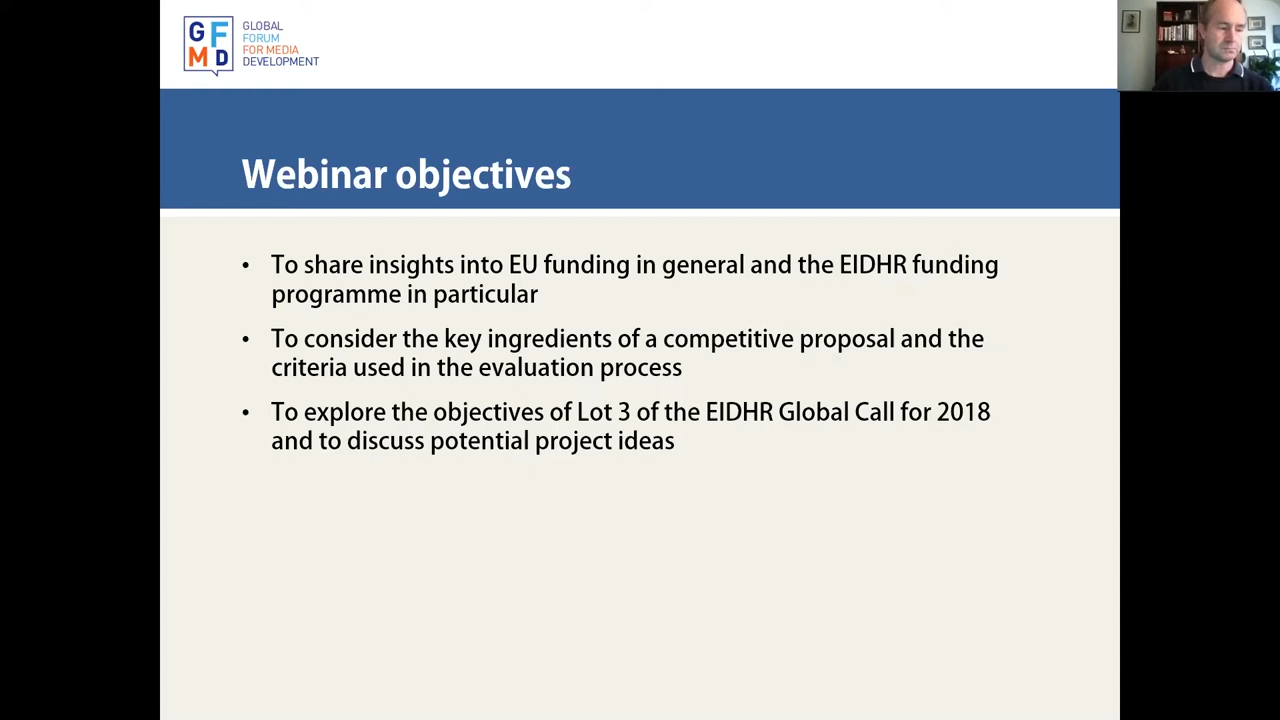 G F
M D
GLOBAL
FORUM
FOR MEDIA
DEVELOPMENT
Webinar objectives
• To share insights into EU funding in general and the EIDHR funding
programme in particular
• To consider the key ingredients of a competitive proposal and the
criteria used in the evaluation process
• To explore the objectives of Lot 3 of the EIDHR Global Call for 2018
and to discuss potential project ideas